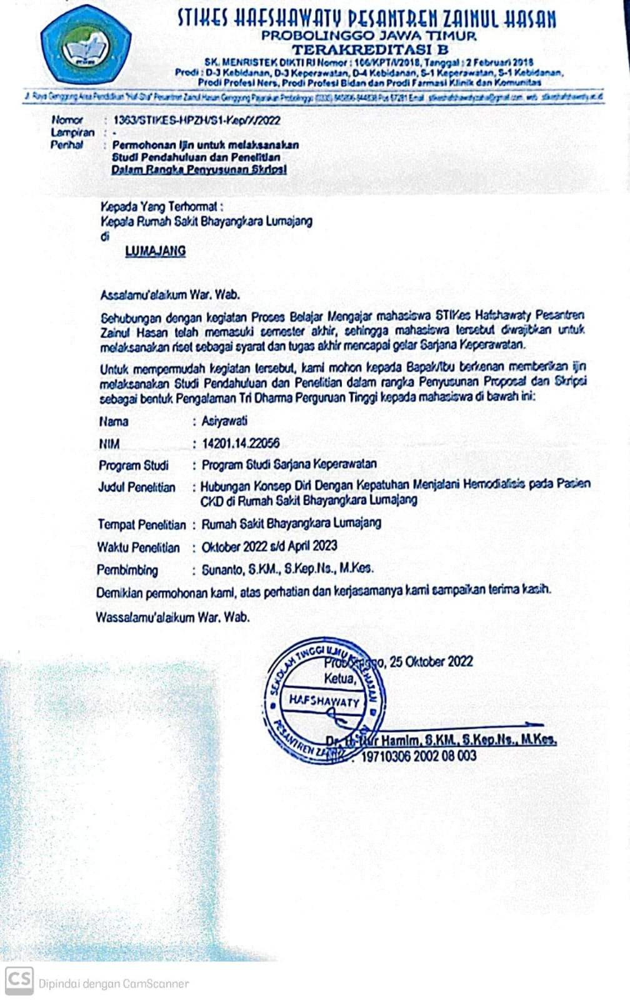 STIKES HAFSHAWATY PESANTREN ZAINUL HASAN
PROBOLINGGO JAWA TIMUR
TERAKREDITASI B
SK. MENRISTEK DIKTI RI Nomor : 106/KPT/I/2018, Tanggal : 2 Februari 2018
Prodi : D-3 Kebidanan, D-3 Keperawatan, D-4 Kebidanan, S-1 Keperawatan, S-1 Kebidanan,
Prodi Profesi Ners, Prodi Profesi Bidan dan Prodi Farmasi Klinik dan Komunitas
Jl. Raya Genggong Area Pendidikan "Haf-Sha" Pesantren Zainul Hasan Genggong Pajarakan Probolinggo (0335) Pos 67281 Email :
Nomor : 1363/STIKES-HPZH/S1-Kep/X/2022
Lampiran : -
Perihal : Permohonan Ijin untuk melaksanakan
Studi Pendahuluan dan Penelitian
Dalam Rangka Penyusunan Skripsi
Kepada Yang Terhormat :
Kepala Rumah Sakit Bhayangkara Lumajang
di
LUMAJANG
Assalamu'alaikum War. Wab.
Sehubungan dengan kegiatan Proses Belajar Mengajar mahasiswa STIKes Hafshawaty Pesantren
Zainul Hasan telah memasuki semester akhir, sehingga mahasiswa tersebut diwajibkan untuk
melaksanakan riset sebagai syarat dan tugas akhir mencapai gelar Sarjana Keperawatan.
Untuk mempermudah kegiatan tersebut, kami mohon kepada Bapak/Ibu berkenan memberikan ijin
melaksanakan Studi Pendahuluan dan Penelitian dalam rangka Penyusunan Proposal dan Skripsi
sebagai bentuk Pengalaman Tri Dharma Perguruan Tinggi kepada mahasiswa di bawah ini:
Nama : Asiyawati
NIM : 14201.14.22056
Program Studi : Program Studi Sarjana Keperawatan
Judul Penelitian : Hubungan Konsep Diri Dengan Kepatuhan Menjalani Hemodialisis pada Pasien
CKD di Rumah Sakit Bhayangkara Lumajang
Tempat Penelitian : Rumah Sakit Bhayangkara Lumajang
Waktu Penelitian : Oktober 2022 s/d April 2023
Pembimbing : Sunanto, S.KM., S.Kep.Ns., M.Kes.
Demikian permohonan kami, atas perhatian dan kerjasamanya kami sampaikan terima kasih.
Wassalamu'alaikum War. Wab.
Probolinggo, 25 Oktober 2022
Ketua,
SEKOLAH TINGGI ILMU KESEHATAN
HAFSHAWATY
PESANTREN ZAINUL HASAN
Dr. H. Nur Hamim, S.KM., S.Kep.Ns., M.Kes.
19710306 2002 08 003
CS Dipindai dengan CamScanner